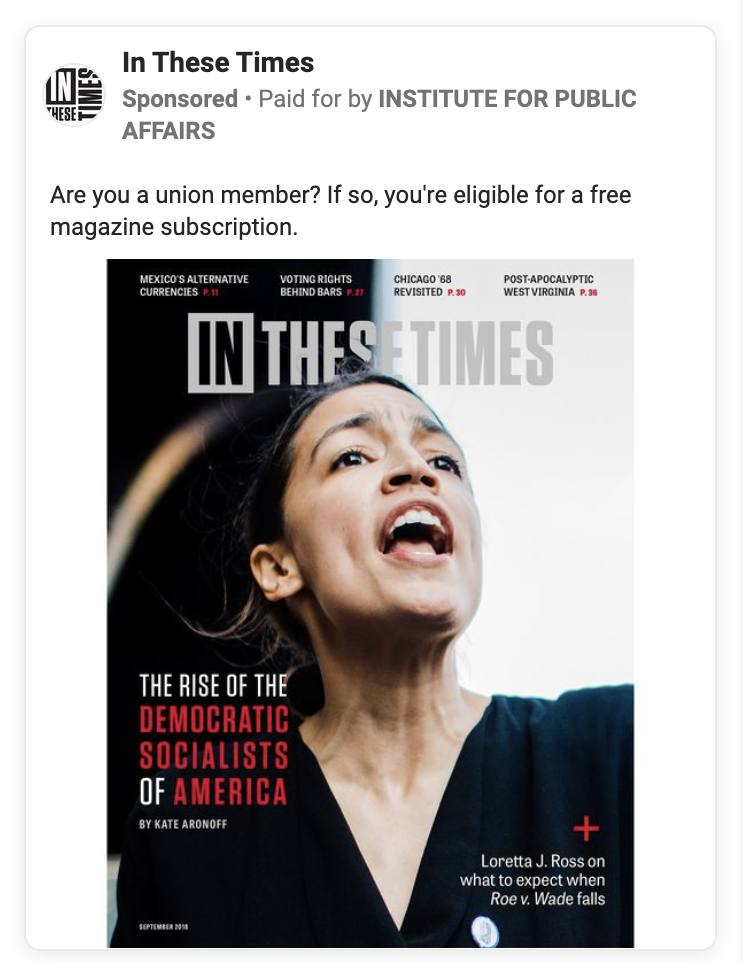 IN THESE TIMES
In These Times
Sponsored • Paid for by INSTITUTE FOR PUBLIC
AFFAIRS
Are you a union member? If so, you're eligible for a free
magazine subscription.
MEXICO'S ALTERNATIVE
CURRENCIES P.11
VOTING RIGHTS
BEHIND BARS P.27
CHICAGO '68
REVISITED P.30
POST-APOCALYPTIC
WEST VIRGINIA P.36
IN THESE TIMES
THE RISE OF THE
DEMOCRATIC
SOCIALISTS
OF AMERICA
BY KATE ARONOFF
+
Loretta J. Ross on
what to expect when
Roe v. Wade falls
SEPTEMBER 2018